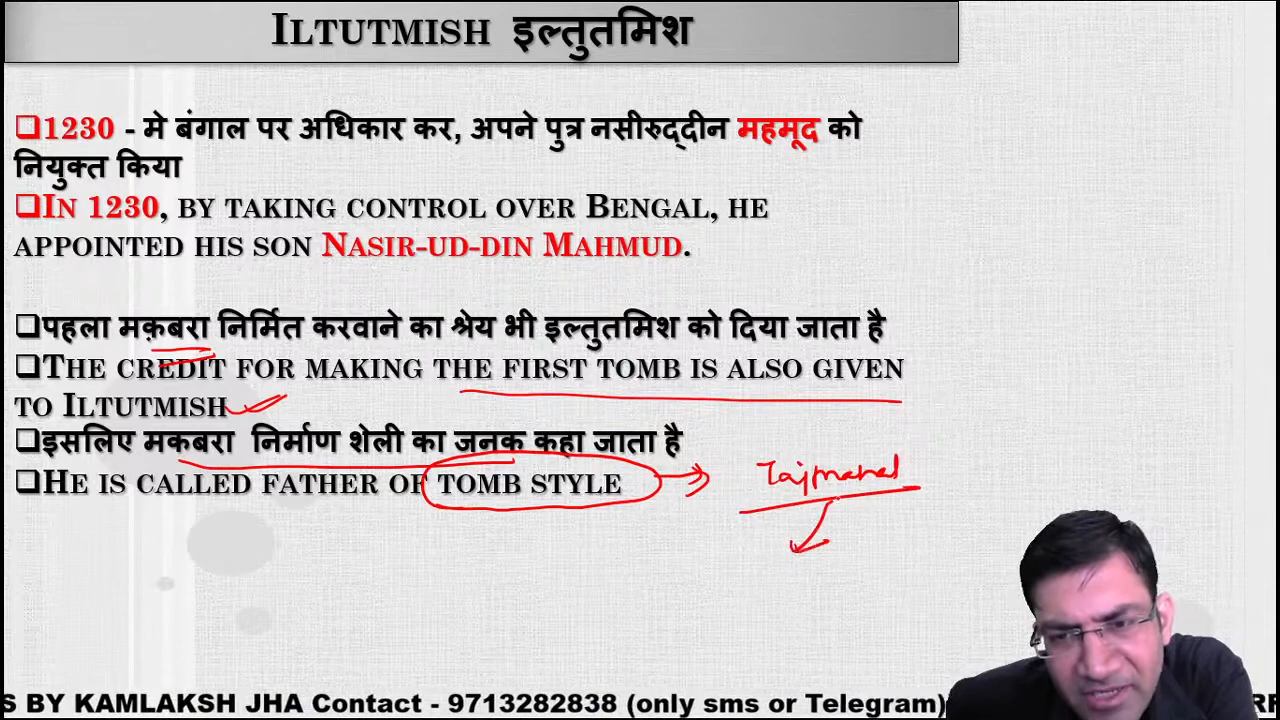 ILTUTMISH इल्तुतमिश
❑1230 - मे बंगाल पर अधिकार कर, अपने पुत्र नसीरुद्दीन महमूद को
नियुक्त किया
❑IN 1230, BY TAKING CONTROL OVER BENGAL, HE
APPOINTED HIS SON NASIR-UD-DIN MAHMUD.
❑पहला मक़बरा निर्मित करवाने का श्रेय भी इल्तुतमिश को दिया जाता है
❑THE CREDIT FOR MAKING THE FIRST TOMB IS ALSO GIVEN
TO ILTUTMISH
❑इसलिए मकबरा निर्माण शेली का जनक कहा जाता है
❑HE IS CALLED FATHER OF TOMB STYLE
Tajmahal
S BY KAMLAKSH JHA Contact - 9713282838 (only sms or Telegram)